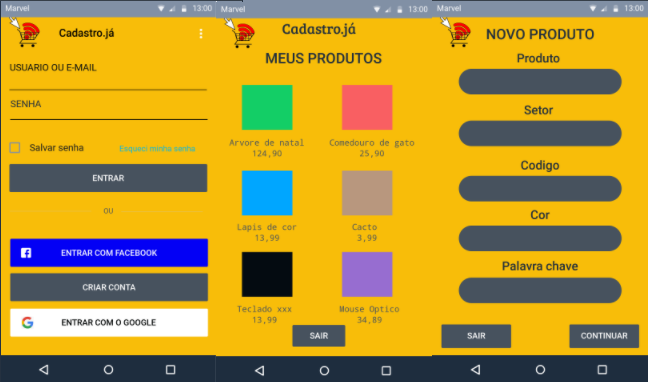 Marvel
13:00
Cadastro.já
USUARIO OU E-MAIL
SENHA
Salvar senha
Esqueci minha senha
ENTRAR
OU
ENTRAR COM FACEBOOK
CRIAR CONTA
ENTRAR COM O GOOGLE
Marvel
13:00
Cadastro.já
MEUS PRODUTOS
Arvore de natal
124,90
Comedouro de gato
25,90
Lapis de cor
13,99
Cacto
3,99
Teclado xxx
13,99
Mouse Optico
34,89
SAIR
Marvel
13:00
NOVO PRODUTO
Produto
Setor
Codigo
Cor
Palavra chave
SAIR
CONTINUAR